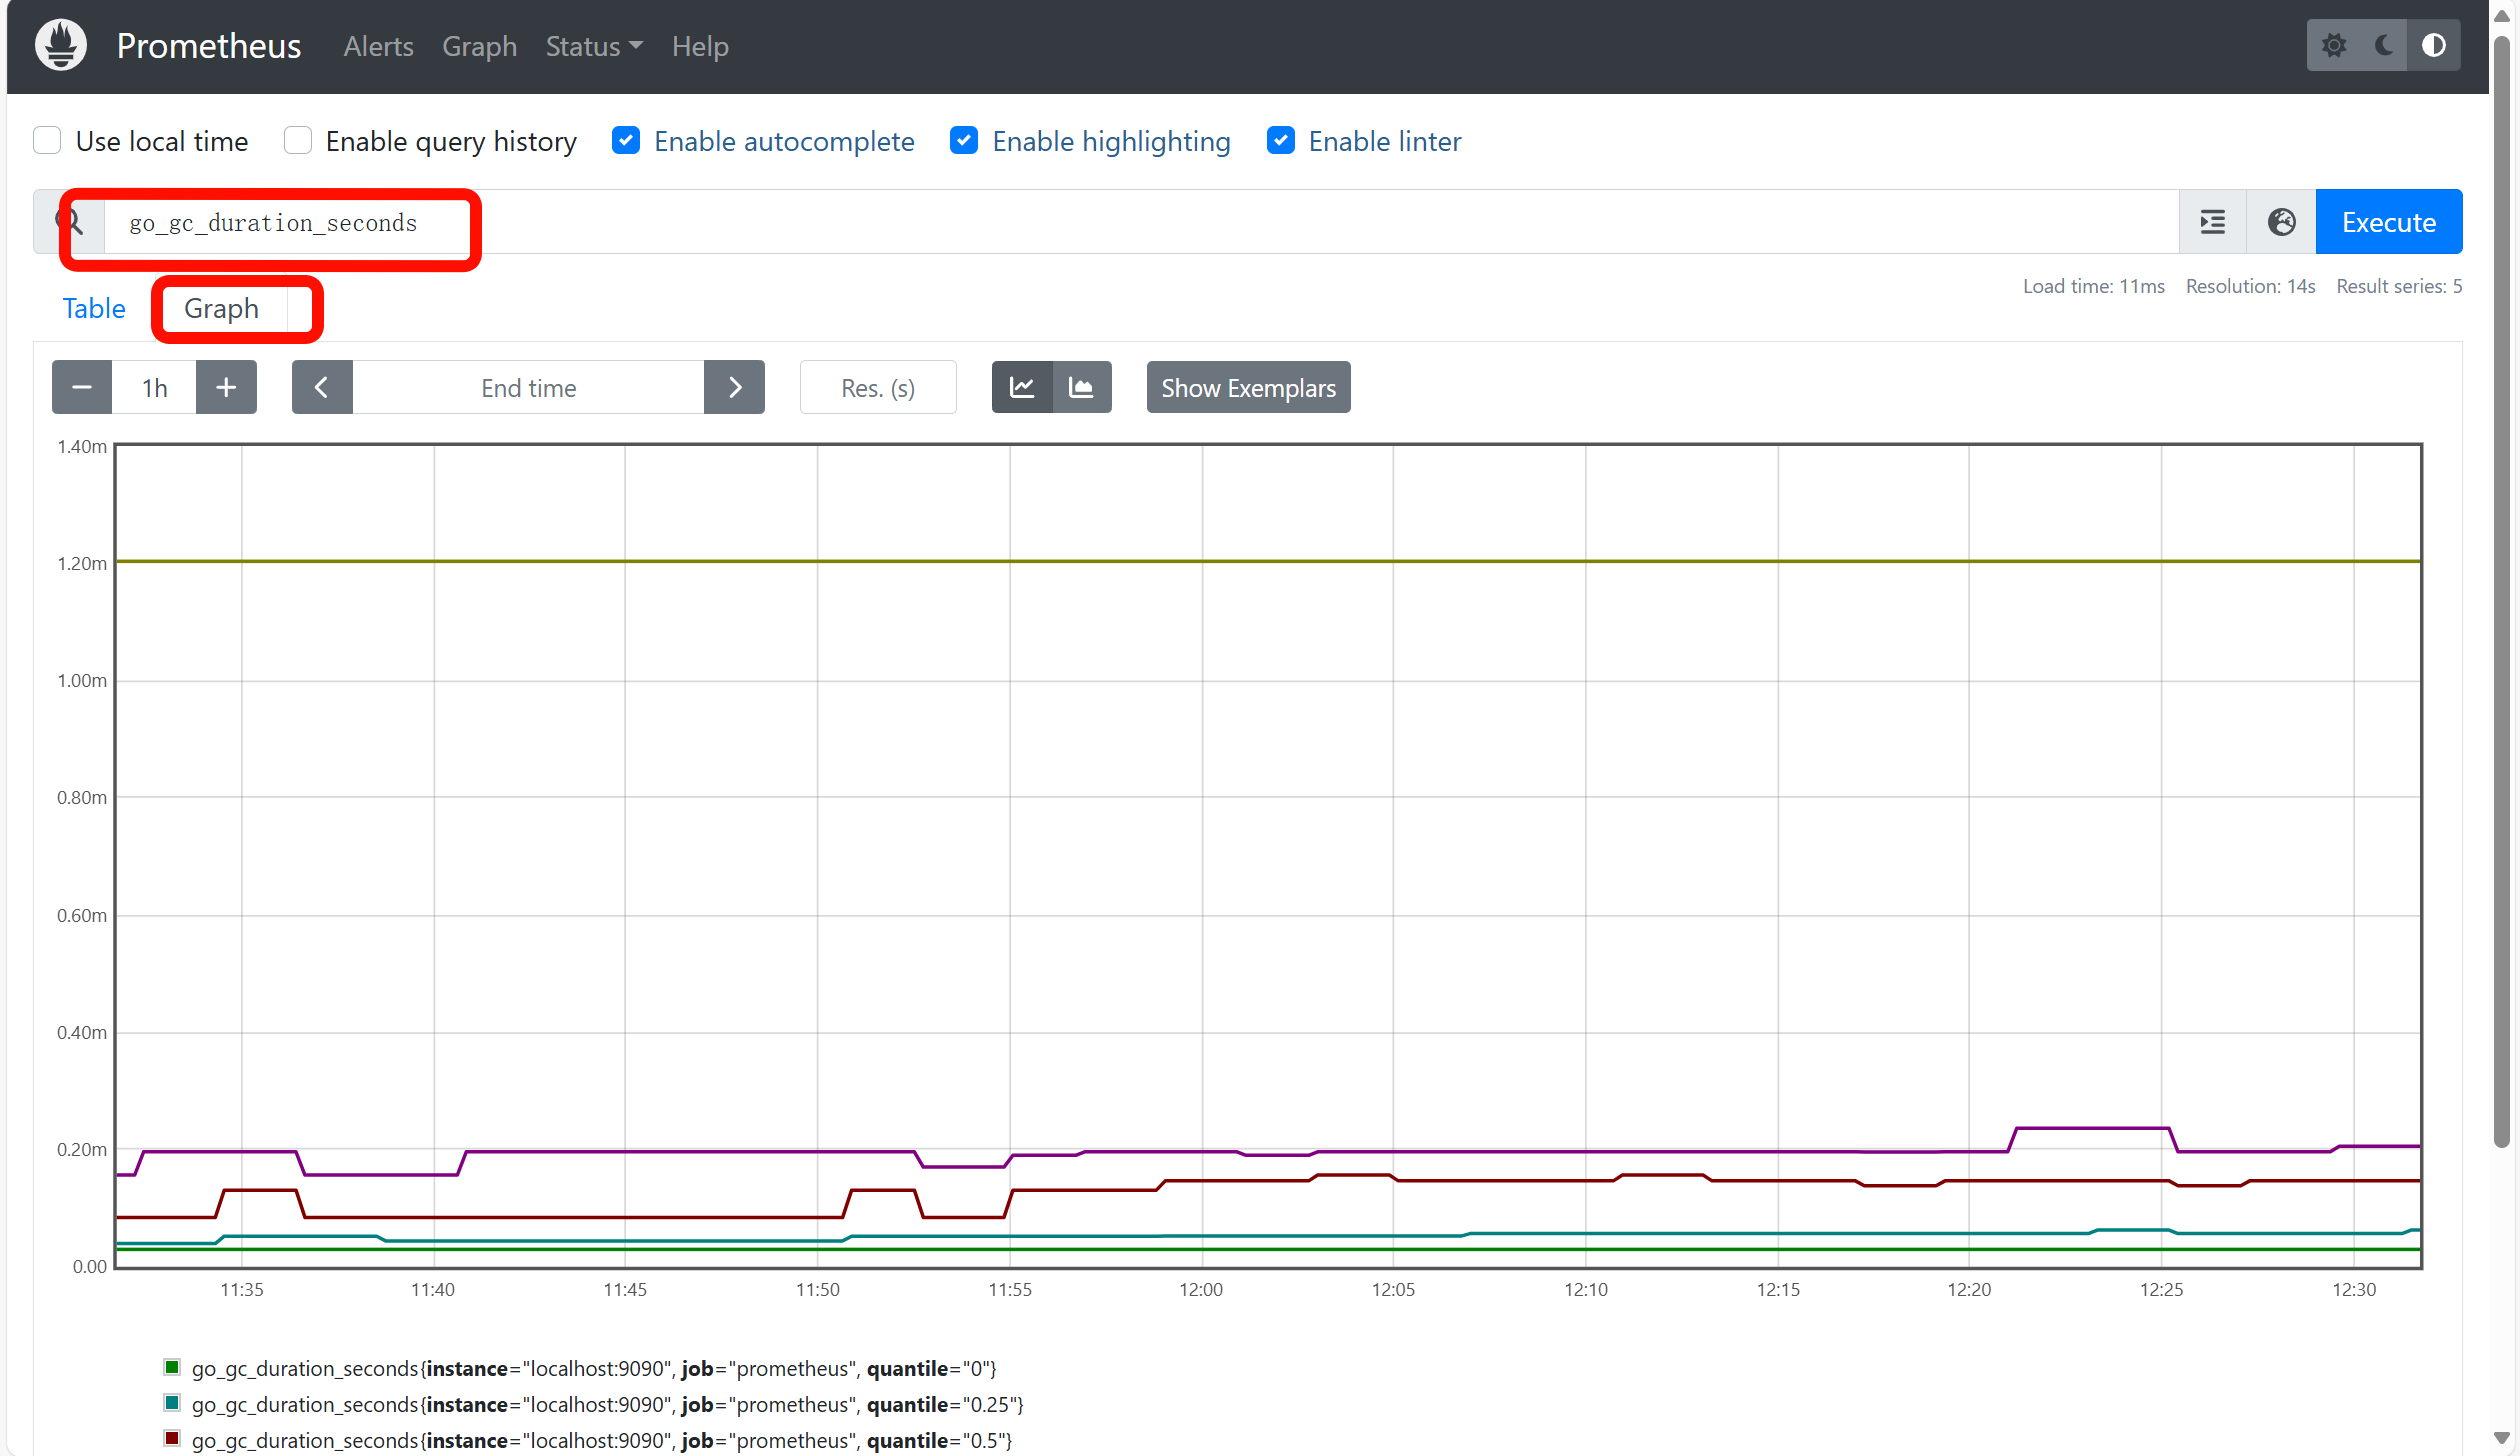 Prometheus Alerts Graph Status Help
Use local time Enable query history Enable autocomplete Enable highlighting Enable linter
go_gc_duration_seconds Execute
Load time: 11ms Resolution: 14s Result series: 5
Table Graph
1h End time Res. (s) Show Exemplars
1.40m
1.20m
1.00m
0.80m
0.60m
0.40m
0.20m
0.00
11:35 11:40 11:45 11:50 11:55 12:00 12:05 12:10 12:15 12:20 12:25 12:30
go_gc_duration_seconds{instance="localhost:9090", job="prometheus", quantile="0"}
go_gc_duration_seconds{instance="localhost:9090", job="prometheus", quantile="0.25"}
go_gc_duration_seconds{instance="localhost:9090", job="prometheus", quantile="0.5"}